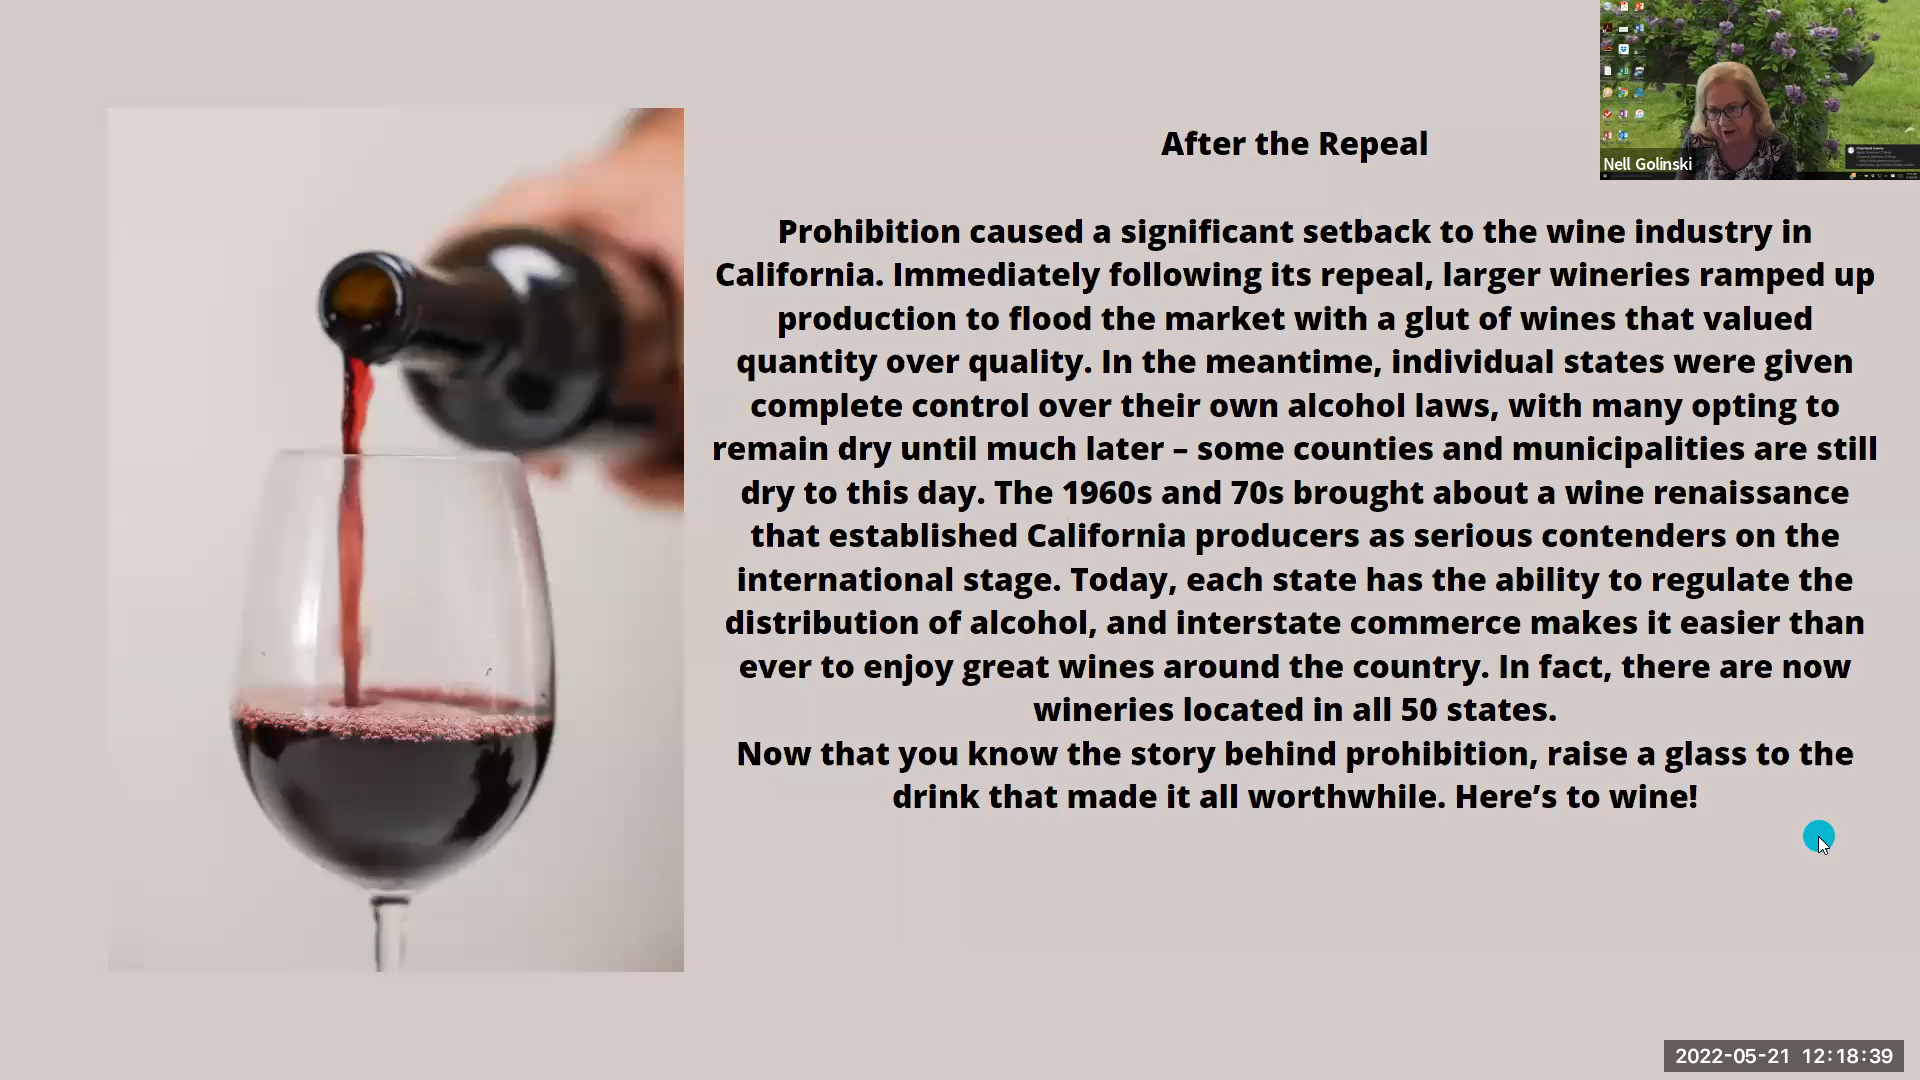 After the Repeal
Nell Golinski
Prohibition caused a significant setback to the wine industry in
California. Immediately following its repeal, larger wineries ramped up
production to flood the market with a glut of wines that valued
quantity over quality. In the meantime, individual states were given
complete control over their own alcohol laws, with many opting to
remain dry until much later – some counties and municipalities are still
dry to this day. The 1960s and 70s brought about a wine renaissance
that established California producers as serious contenders on the
international stage. Today, each state has the ability to regulate the
distribution of alcohol, and interstate commerce makes it easier than
ever to enjoy great wines around the country. In fact, there are now
wineries located in all 50 states.
Now that you know the story behind prohibition, raise a glass to the
drink that made it all worthwhile. Here’s to wine!
2022-05-21 12:18:39